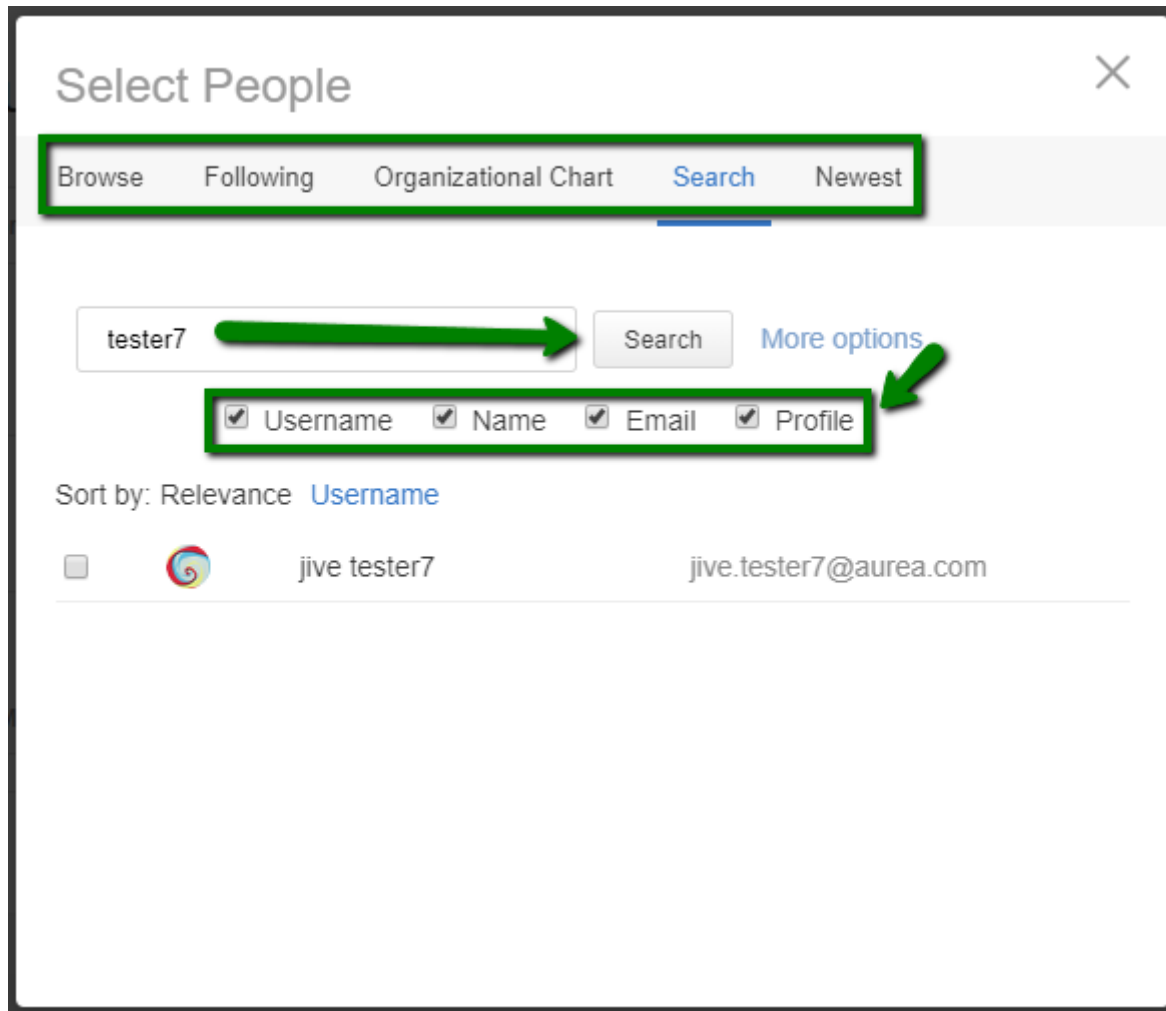 Select People
Browse Following Organizational Chart Search Newest
tester7 Search More options
Username Name Email Profile
Sort by: Relevance Username
jive tester7 jive.tester7@aurea.com